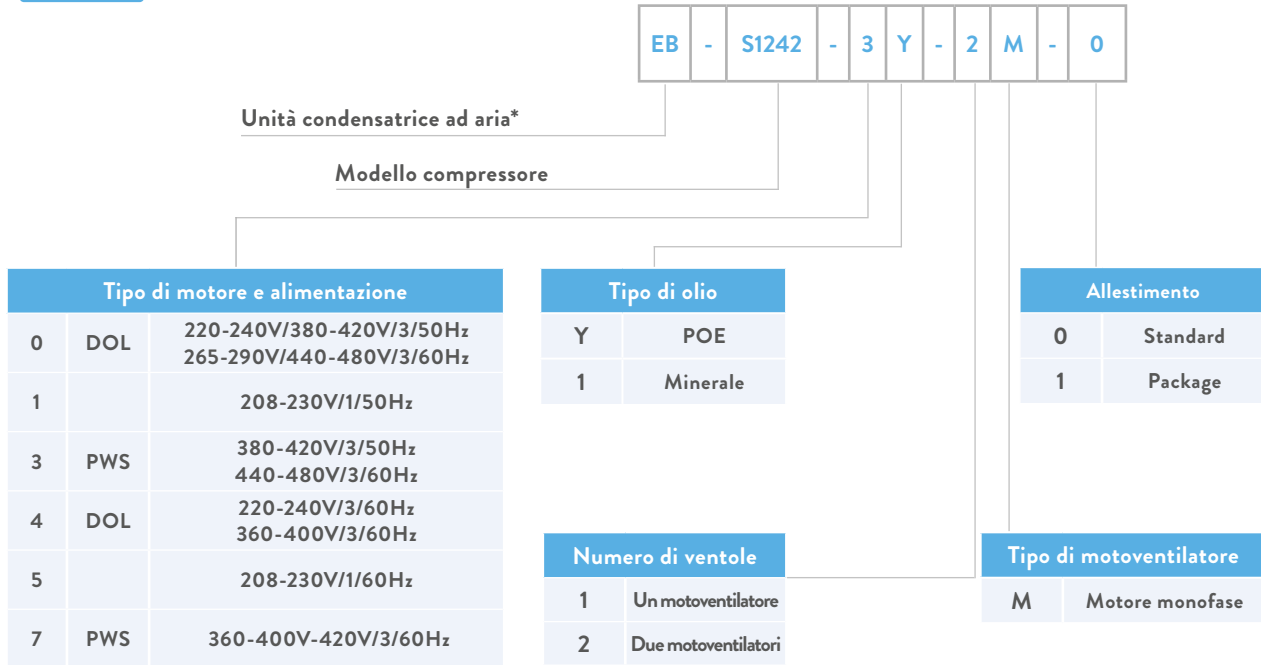 EB - S1242 - 3 Y - 2 M - 0
Unità condensatrice ad aria*
Modello compressore
Tipo di motore e alimentazione
0 DOL 220-240V/380-420V/3/50Hz
265-290V/440-480V/3/60Hz
1 208-230V/1/50Hz
3 PWS 380-420V/3/50Hz
440-480V/3/60Hz
4 DOL 220-240V/3/60Hz
360-400V/3/60Hz
5 208-230V/1/60Hz
7 PWS 360-400V-420V/3/60Hz
Tipo di olio
Y POE
1 Minerale
Allestimento
0 Standard
1 Package
Numero di ventole
1 Un motoventilatore
2 Due motoventilatori
Tipo di motoventilatore
M Motore monofase